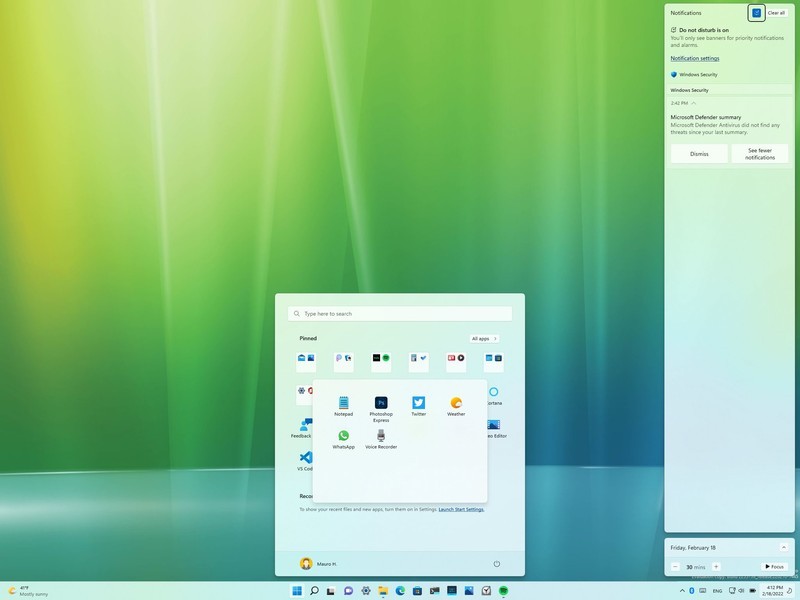 Notifications
Clear all
Do not disturb is on
You'll only see banners for priority notifications
and alarms.
Notification settings
Windows Security
Windows Security
2:42 PM
Microsoft Defender summary
Microsoft Defender Antivirus did not find any
threats since your last summary.
Dismiss
See fewer
notifications
Type here to search
Pinned
All apps
Notepad
Photoshop
Express
Twitter
Weather
WhatsApp
Voice Recorder
ortana
Feedback
eo Editor
VS Cod
Reco
To show your recent files and new apps, turn them on in Settings. Launch Start Settings.
Mauro H.
Friday, February 18
30 mins
Focus
41°F
Mostly sunny
ENG
4:12 PM
2/18/2022